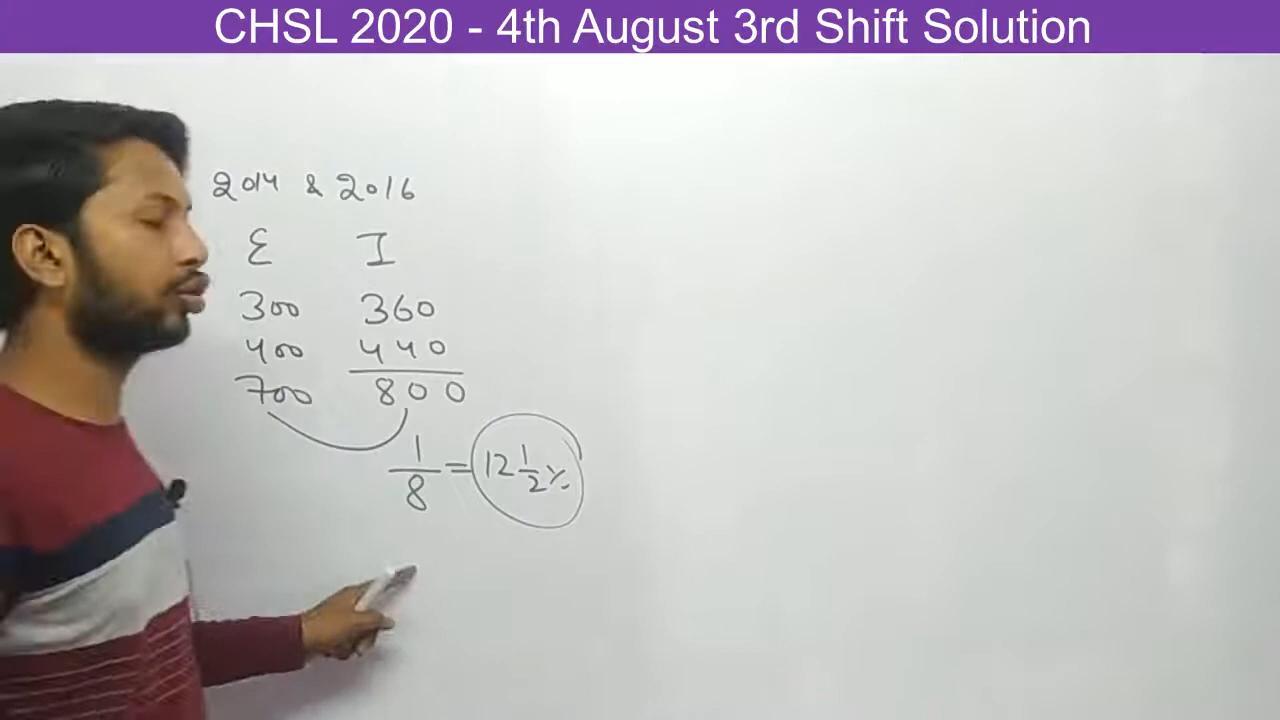 CHSL 2020 - 4th August 3rd Shift Solution
2014 & 2016
E I
300 360
400 440
700 800
1/8 = 12 1/2 %